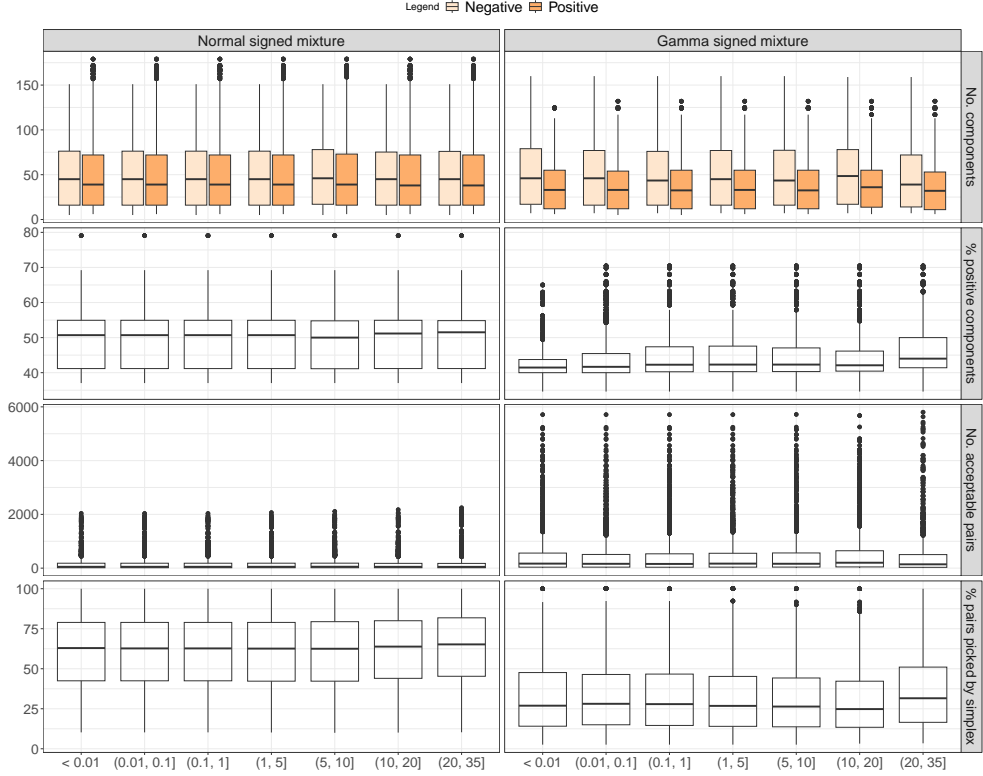 Legend Negative Positive
Normal signed mixture Gamma signed mixture
No. components
150
100
50
0
% positive components
80
70
60
50
40
No. acceptable pairs
6000
4000
2000
0
% pairs picked by simplex
100
75
50
25
0
< 0.01 (0.01, 0.1] (0.1, 1] (1, 5] (5, 10] (10, 20] (20, 35] < 0.01 (0.01, 0.1] (0.1, 1] (1, 5] (5, 10] (10, 20] (20, 35]